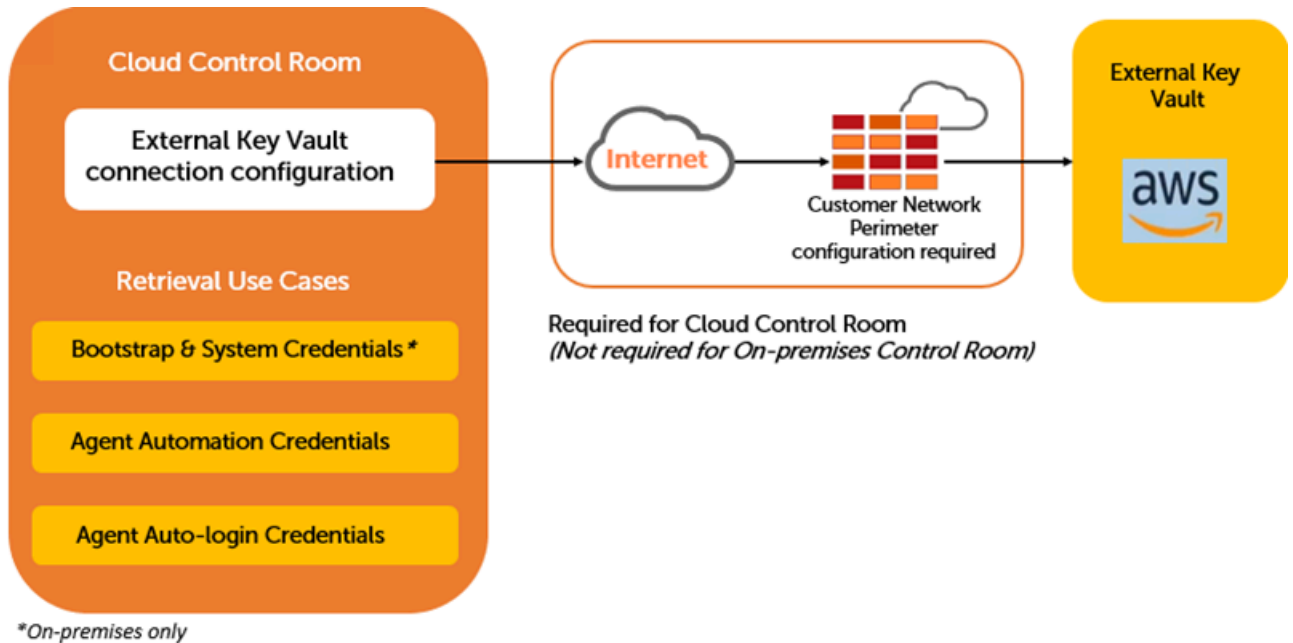 Cloud Control Room
External Key Vault
connection configuration
Retrieval Use Cases
Bootstrap & System Credentials*
Agent Automation Credentials
Agent Auto-login Credentials
*On-premises only
Internet
Customer Network
Perimeter
configuration required
Required for Cloud Control Room
(Not required for On-premises Control Room)
External Key
Vault
aws